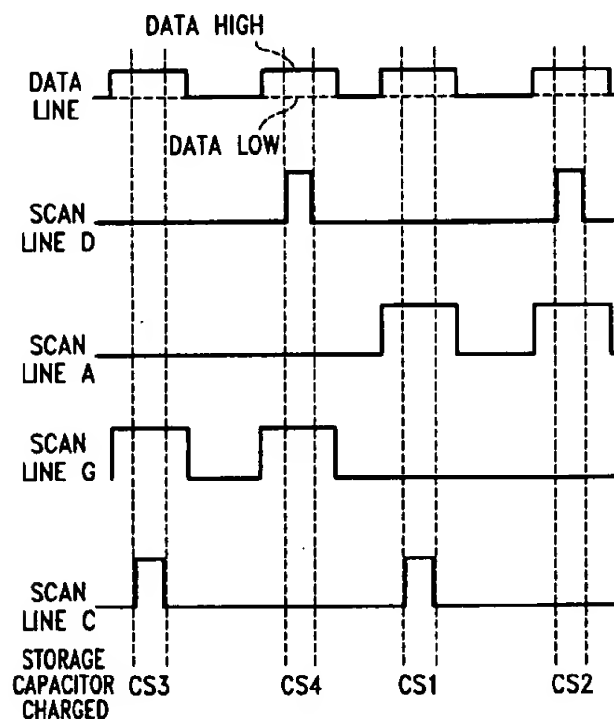 DATA HIGH
DATA
LINE
DATA LOW
SCAN
LINE D
SCAN
LINE A
SCAN
LINE G
SCAN
LINE C
STORAGE
CAPACITOR
CHARGED
CS3
CS4
CS1
CS2